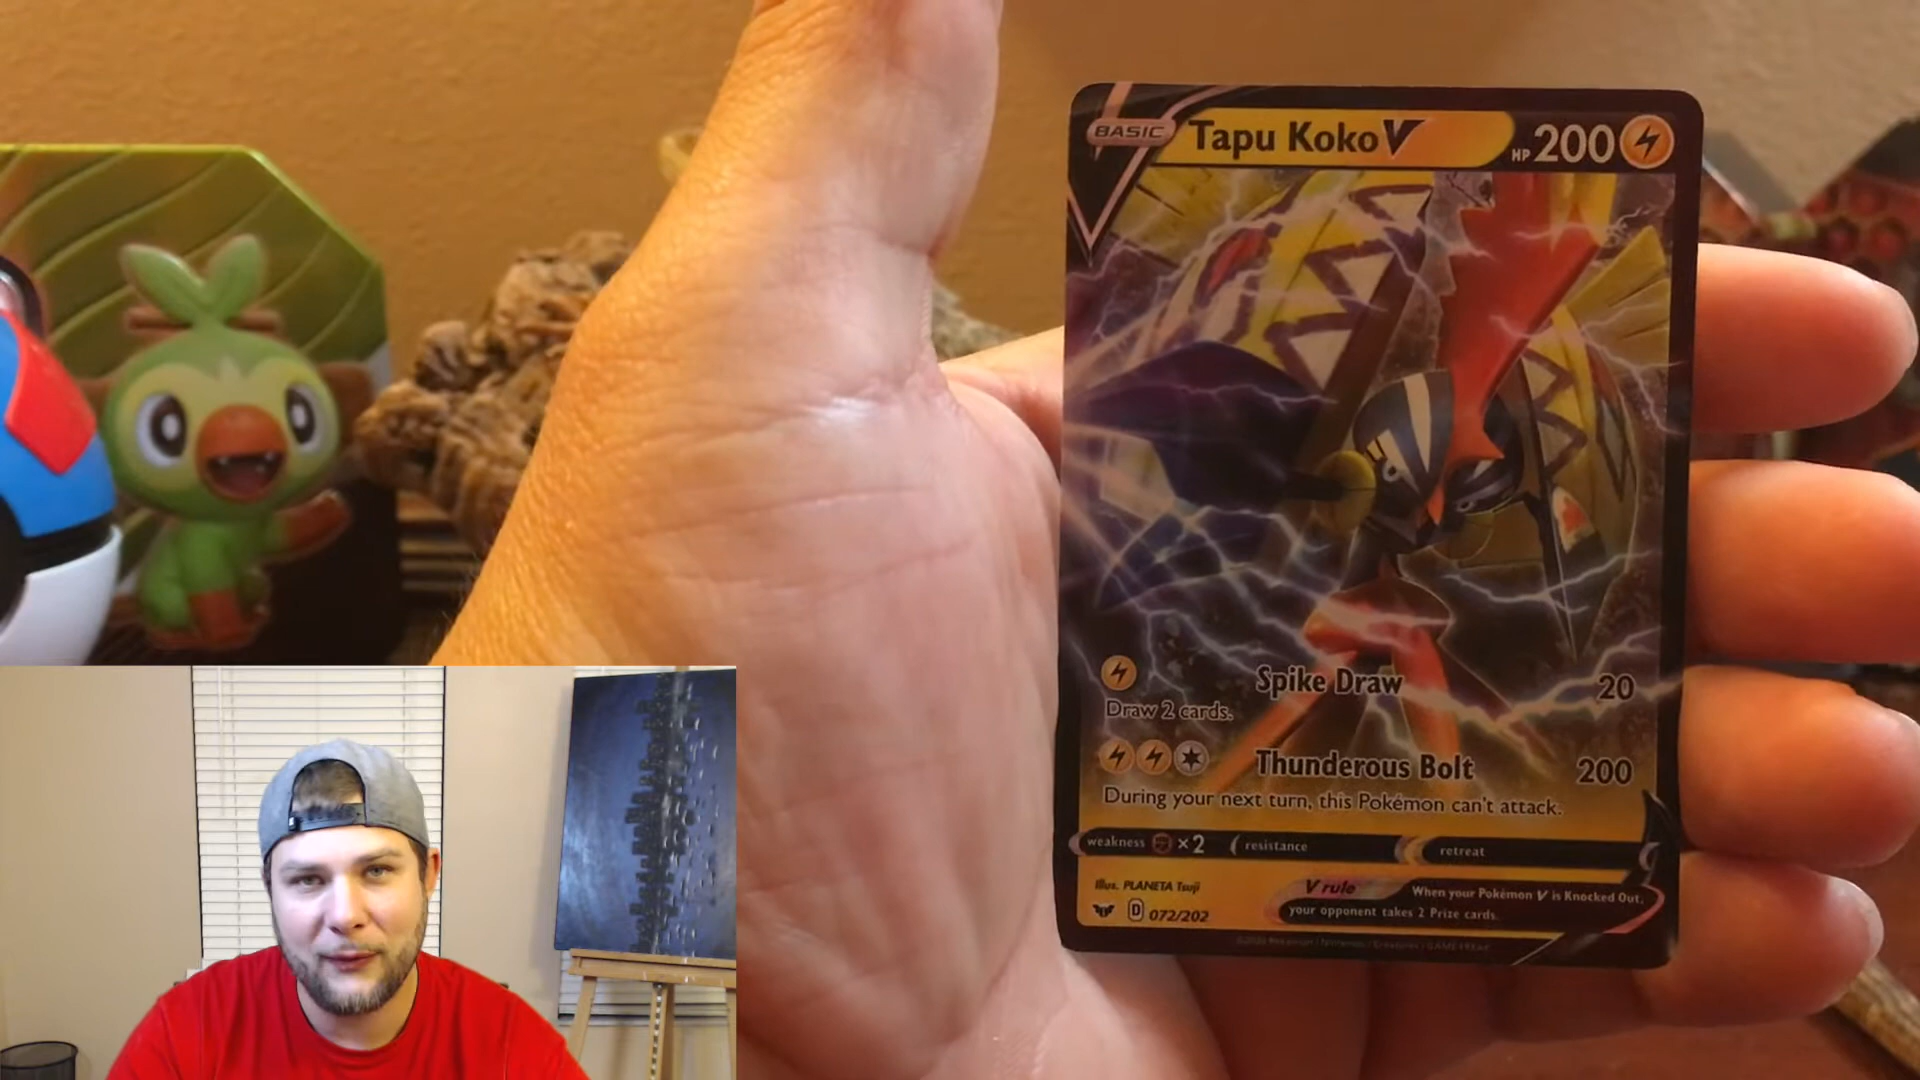 BASIC Tapu Koko V HP 200
Spike Draw 20
Draw 2 cards.
Thunderous Bolt 200
During your next turn, this Pokémon can't attack.
weakness ×2 resistance retreat
Illus. PLANETA Tsuji
V rule When your Pokémon V is Knocked Out,
your opponent takes 2 Prize cards.
D 072/202